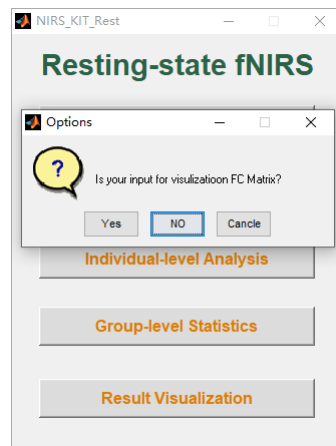 NIRS_KIT_Rest
Resting-state fNIRS
Options
?
Is your input for visulizatioon FC Matrix?
Yes
NO
Cancle
Individual-level Analysis
Group-level Statistics
Result Visualization